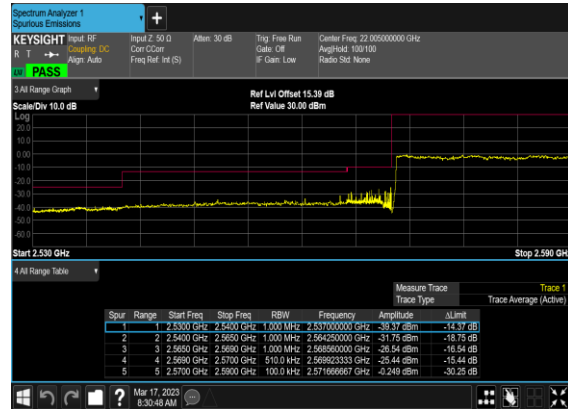 Spectrum Analyzer 1
Spurious Emissions
+
KEYSIGHT Input: RF Input Z: 50 Ω Atten: 30 dB Trig: Free Run Center Freq: 22.005000000 GHz
R T Coupling: DC Corr CCorr Gate: Off Avg|Hold: 100/100
Align: Auto Freq Ref: Int (S) IF Gain: Low Radio Std: None
LW PASS
3 All Range Graph
Ref Lvl Offset 15.39 dB
Scale/Div 10.0 dB Ref Value 30.00 dBm
Log
20.0
10.0
0.00
-10.0
-20.0
-30.0
-40.0
-50.0
-60.0
Start 2.530 GHz Stop 2.590 GHz
4 All Range Table
Measure Trace Trace 1
Trace Type Trace Average (Active)
Spur Range Start Freq Stop Freq RBW Frequency Amplitude ΔLimit
1 1 2.5300 GHz 2.5400 GHz 1.000 MHz 2.537000000 GHz -39.37 dBm -14.37 dB
2 2 2.5400 GHz 2.5650 GHz 1.000 MHz 2.564250000 GHz -31.75 dBm -18.75 dB
3 3 2.5650 GHz 2.5690 GHz 1.000 MHz 2.568560000 GHz -26.54 dBm -16.54 dB
4 4 2.5690 GHz 2.5700 GHz 510.0 kHz 2.569923333 GHz -25.44 dBm -15.44 dB
5 5 2.5700 GHz 2.5900 GHz 100.0 kHz 2.571666667 GHz -0.249 dBm -30.25 dB
? Mar 17, 2023
8:30:48 AM